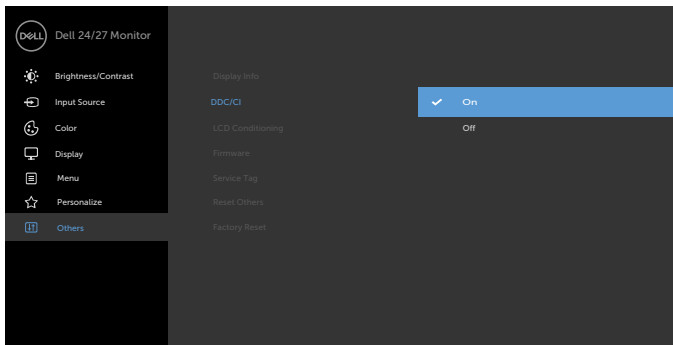 DELL Dell 24/27 Monitor
Brightness/Contrast
Display Info
Input Source
DDC/CI
On
Color
LCD Conditioning
Off
Display
Firmware
Menu
Service Tag
Personalize
Reset Others
Others
Factory Reset